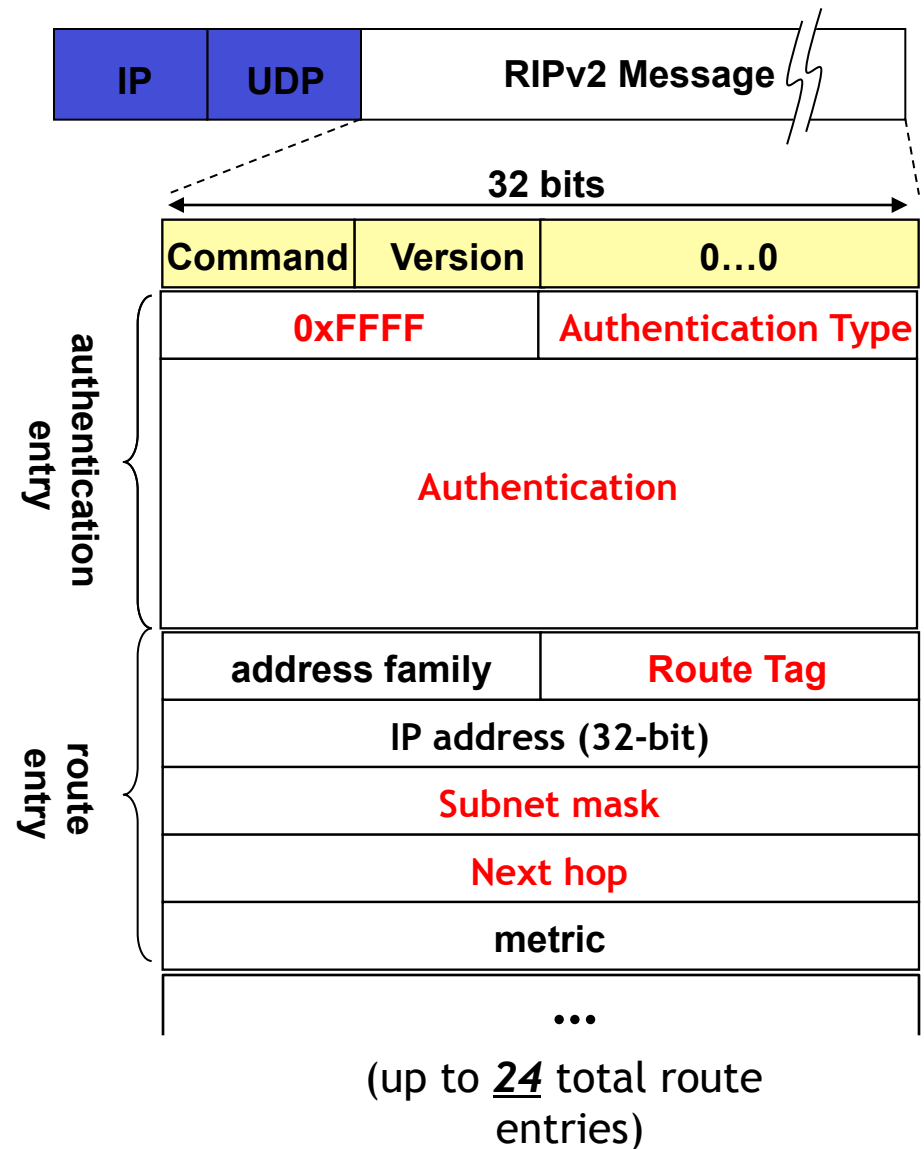 IP
UDP
RIPv2 Message
32 bits
Command
Version
0...0
authentication
entry
0xFFFF
Authentication Type
Authentication
route
entry
address family
Route Tag
IP address (32-bit)
Subnet mask
Next hop
metric
...
(up to 24 total route
entries)